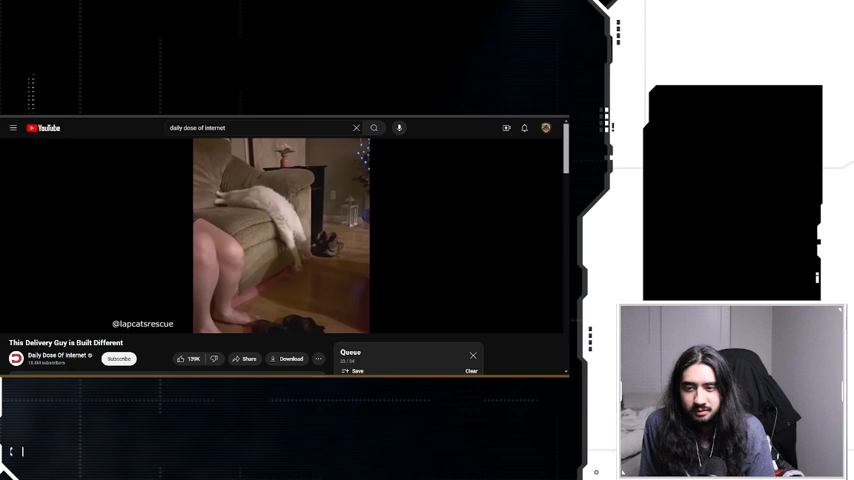 YouTube
daily dose of internet
@lapcatsrescue
This Delivery Guy is Built Different
Daily Dose Of Internet
Subscribe
139K
Share
Download
Queue
Save
Clear